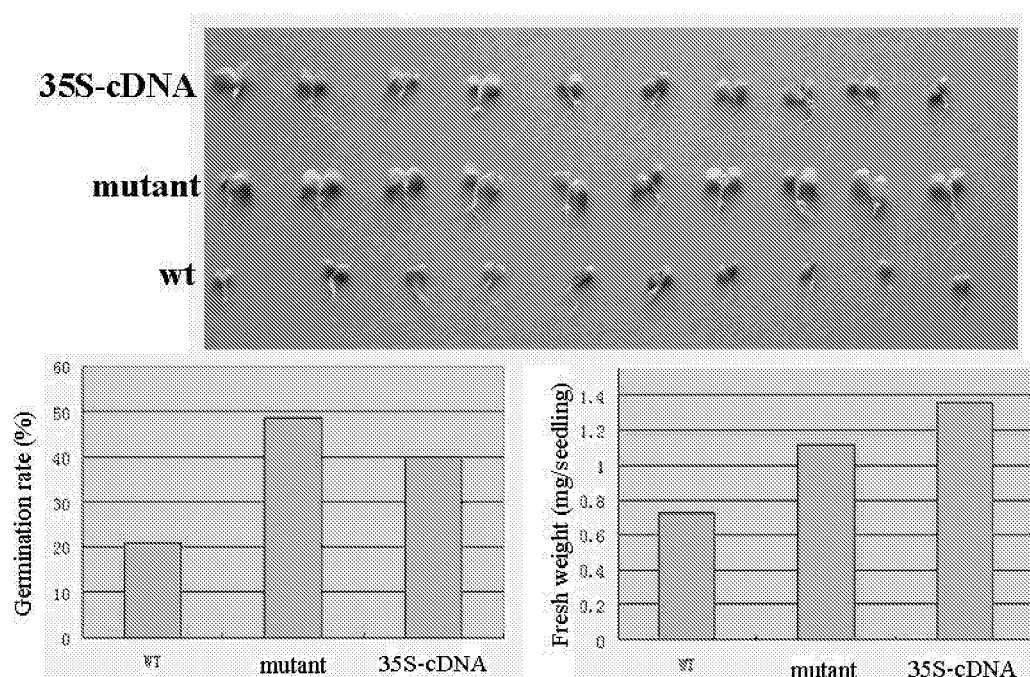 35S-cDNA
mutant
wt
Germination rate (%)
60
50
40
30
20
10
0
WT mutant 35S-cDNA
Fresh weight (mg/seedling)
1.4
1.2
1
0.8
0.6
0.4
0.2
0
WT mutant 35S-cDNA